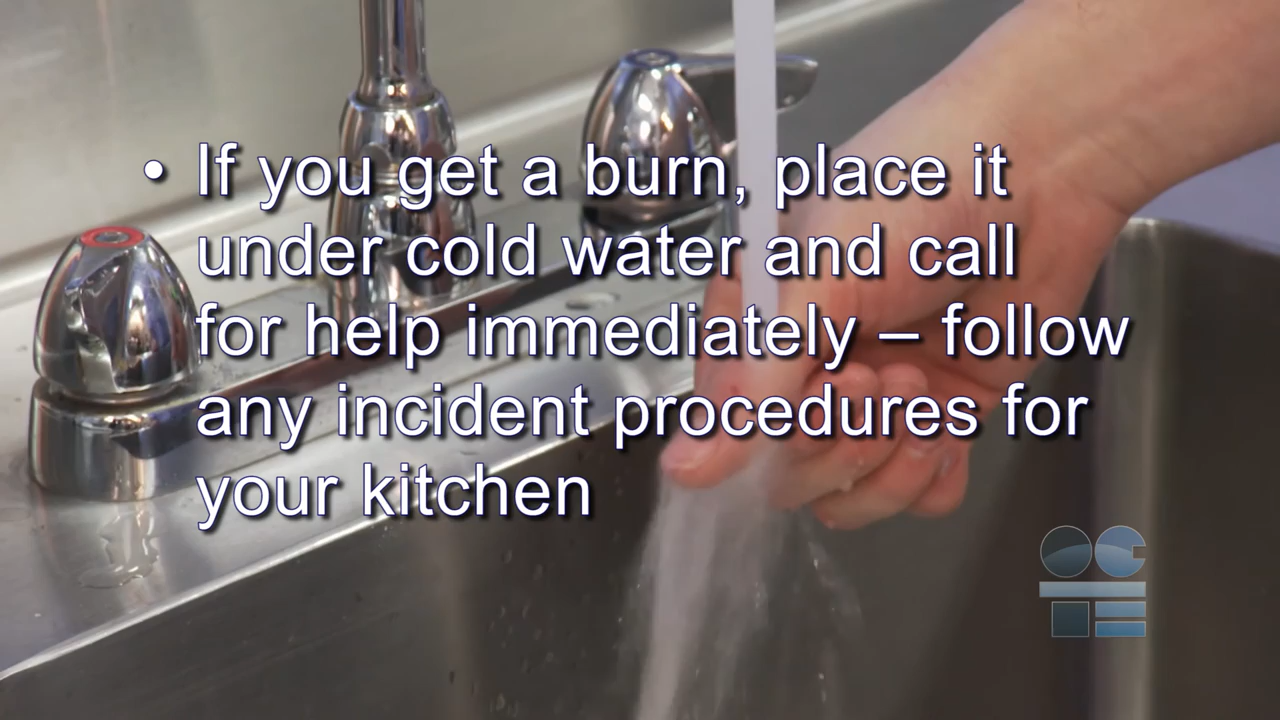 • If you get a burn, place it
under cold water and call
for help immediately – follow
any incident procedures for
your kitchen